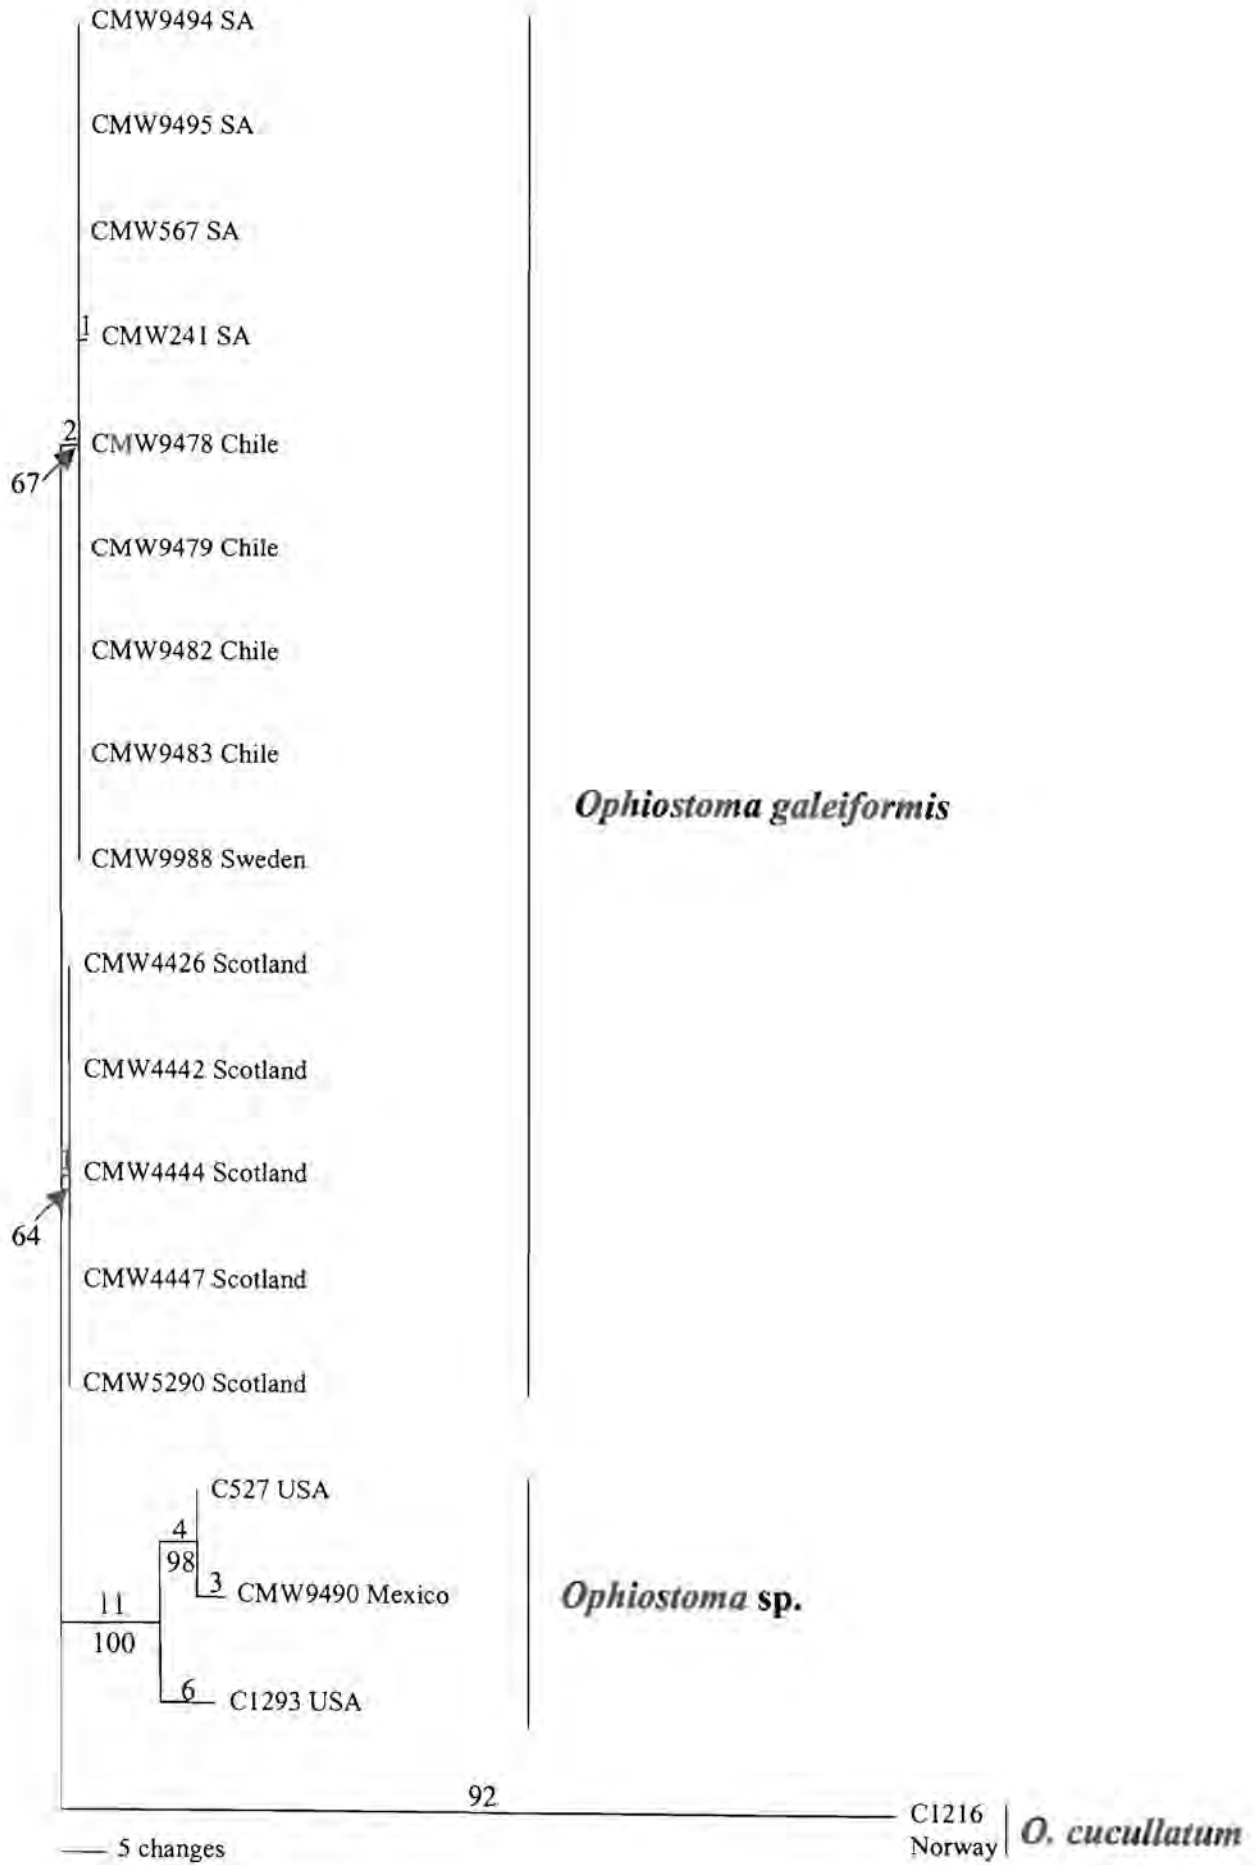 CMW9494 SA
CMW9495 SA
CMW567 SA
1
CMW241 SA
2
CMW9478 Chile
67
CMW9479 Chile
CMW9482 Chile
CMW9483 Chile
Ophiostoma galeiformis
CMW9988 Sweden
CMW4426 Scotland
CMW4442 Scotland
1
CMW4444 Scotland
64
CMW4447 Scotland
CMW5290 Scotland
C527 USA
4
98
3
CMW9490 Mexico
Ophiostoma sp.
11
100
6
C1293 USA
92
C1216
Norway
O. cucullatum
5 changes